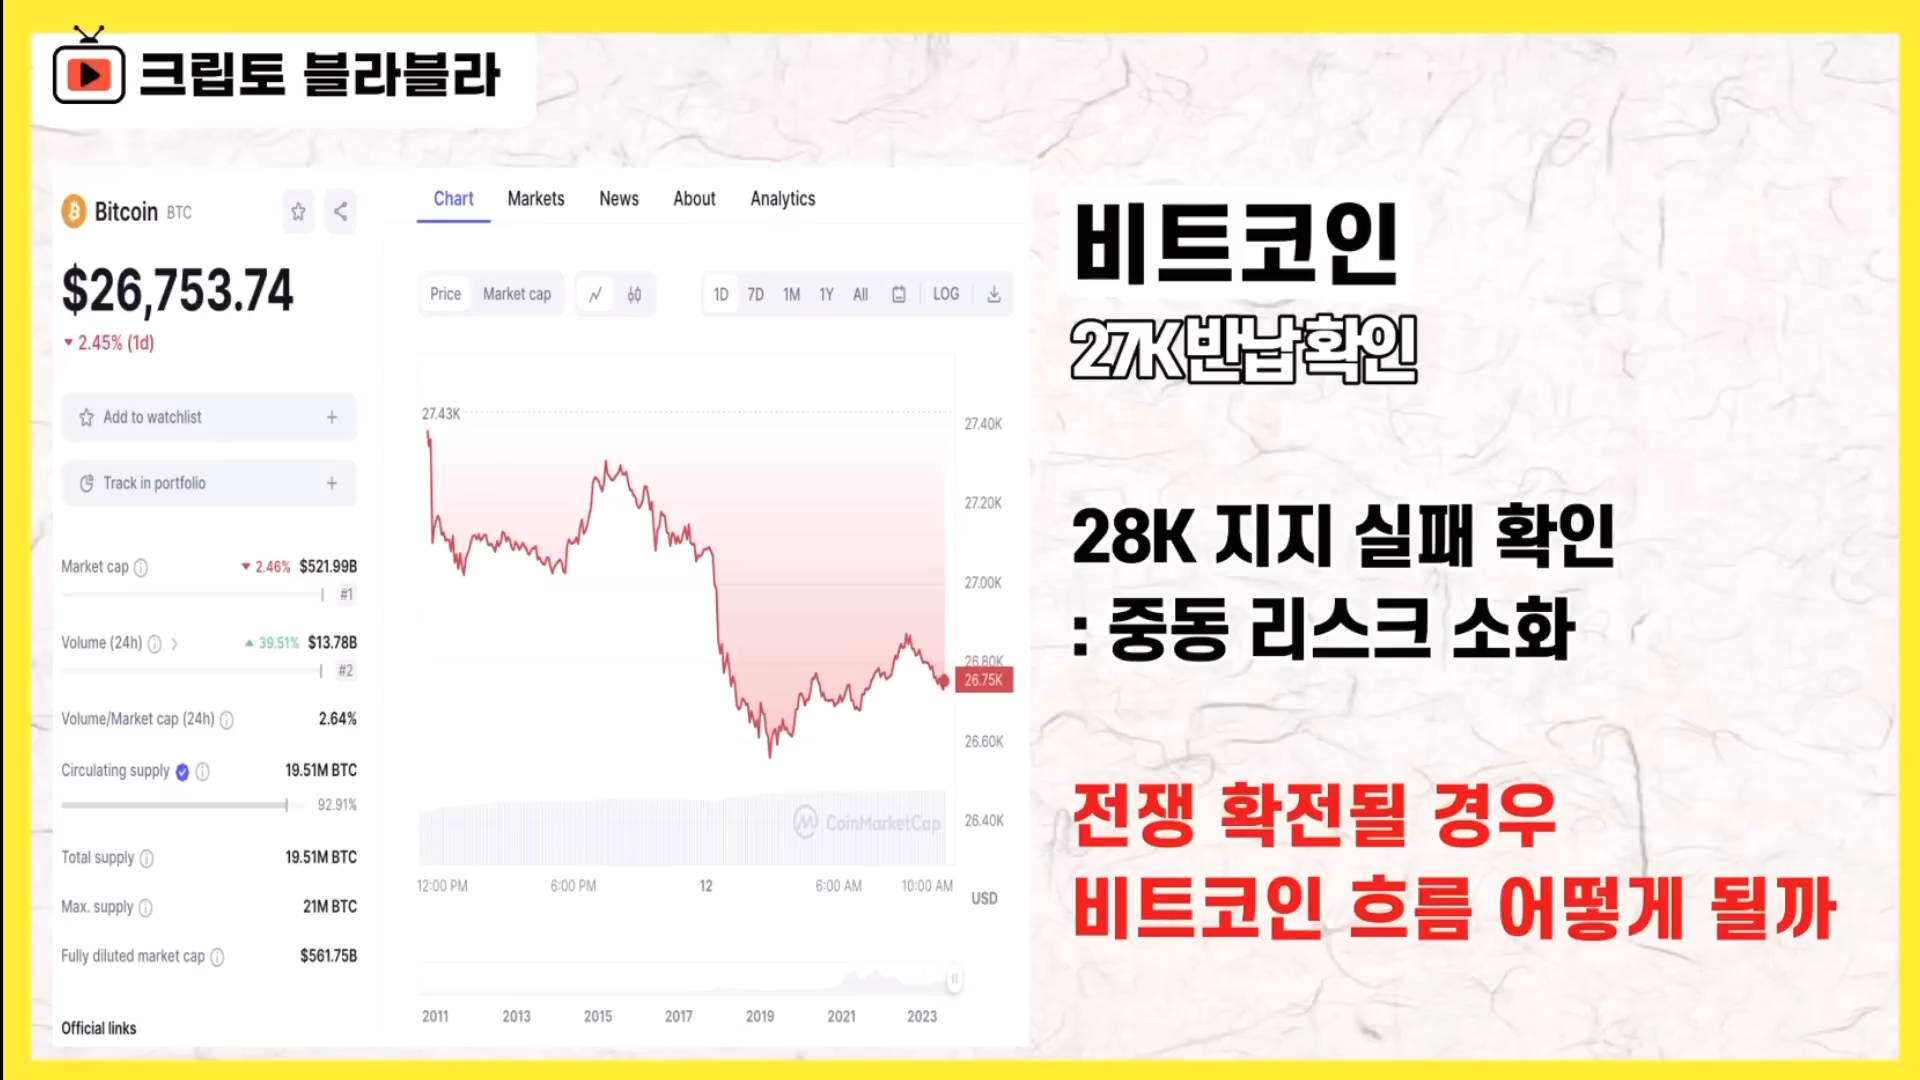 크립토 블라블라
Bitcoin BTC
$26,753.74
2.45% (1d)
Add to watchlist +
Track in portfolio +
Market cap 2.46% $521.99B
#1
Volume (24h) 39.51% $13.78B
#2
Volume/Market cap (24h) 2.64%
Circulating supply 19.51M BTC
92.91%
Total supply 19.51M BTC
Max. supply 21M BTC
Fully diluted market cap $561.75B
Official links
Chart Markets News About Analytics
Price Market cap 1D 7D 1M 1Y All LOG
27.43K
27.40K
27.20K
27.00K
26.80K
26.75K
26.60K
26.40K
CoinMarketCap
12:00 PM 6:00 PM 12 6:00 AM 10:00 AM
USD
2011 2013 2015 2017 2019 2021 2023
비트코인
27K 반납 확인
28K 지지 실패 확인
: 중동 리스크 소화
전쟁 확전될 경우
비트코인 흐름 어떻게 될까